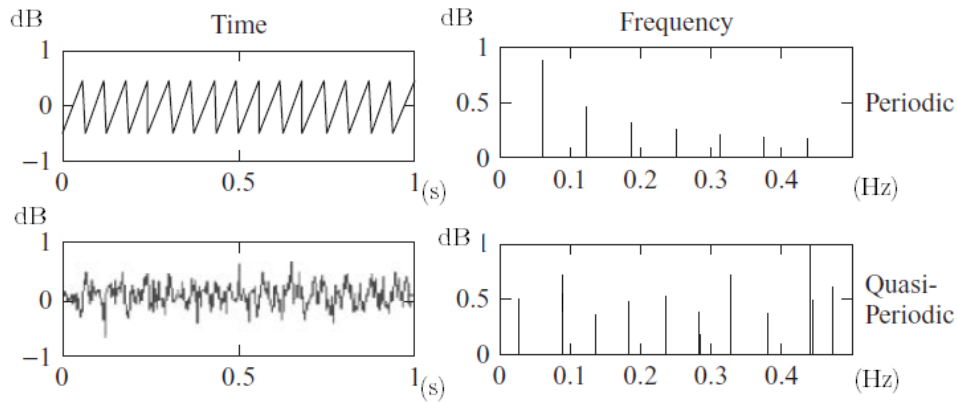 dB Time
1
0
−1
0 0.5 1 (s)
dB Frequency
1
0.5
0
0 0.1 0.2 0.3 0.4 (Hz)
Periodic
dB
1
0
−1
0 0.5 1 (s)
dB
1
0.5
0
0 0.1 0.2 0.3 0.4 (Hz)
Quasi-
Periodic